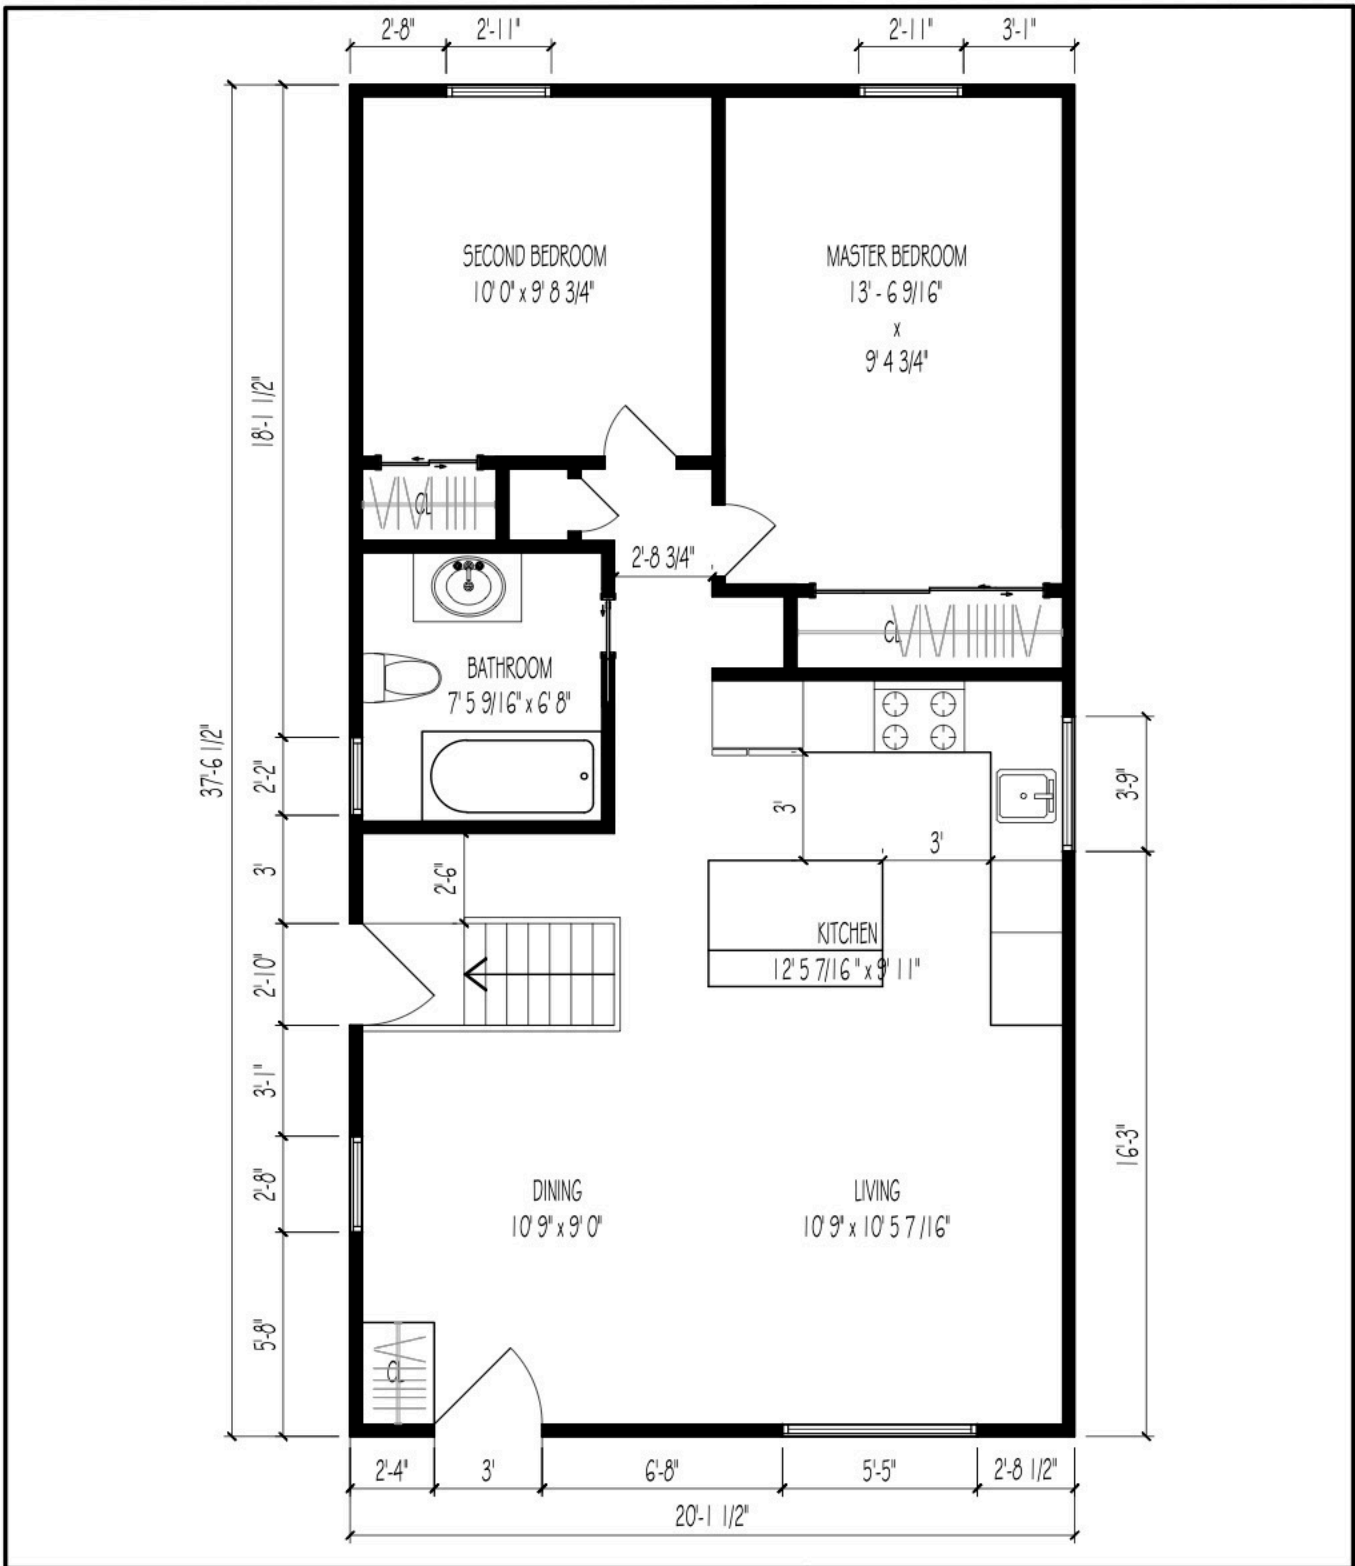 2'-8" 2'-11" 2'-11" 3'-1"
SECOND BEDROOM
10' 0" x 9' 8 3/4"
MASTER BEDROOM
13' - 6 9/16"
x
9' 4 3/4"
18'-1 1/2"
CL
2'-8 3/4"
CL
BATHROOM
7' 5 9/16" x 6' 8"
37'-6 1/2"
2'-2"
3'
3'-9"
3'
3'
2'-6"
KITCHEN
12' 5 7/16" x 9' 11"
2'-10"
3'-1"
16'-3"
2'-8"
DINING
10' 9" x 9' 0"
LIVING
10' 9" x 10' 5 7/16"
5'-8"
CL
2'-4" 3' 6'-8" 5'-5" 2'-8 1/2"
20'-1 1/2"